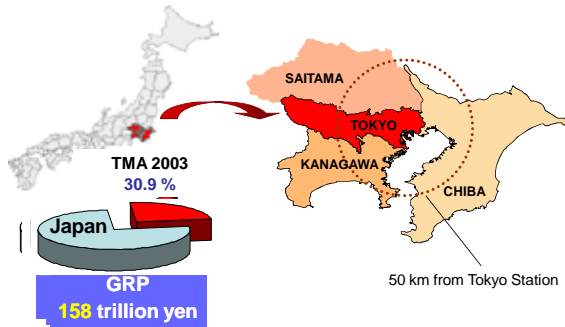 SAITAMA
TOKYO
TMA 2003
30.9 %
KANAGAWA
CHIBA
Japan
50 km from Tokyo Station
GRP
158 trillion yen